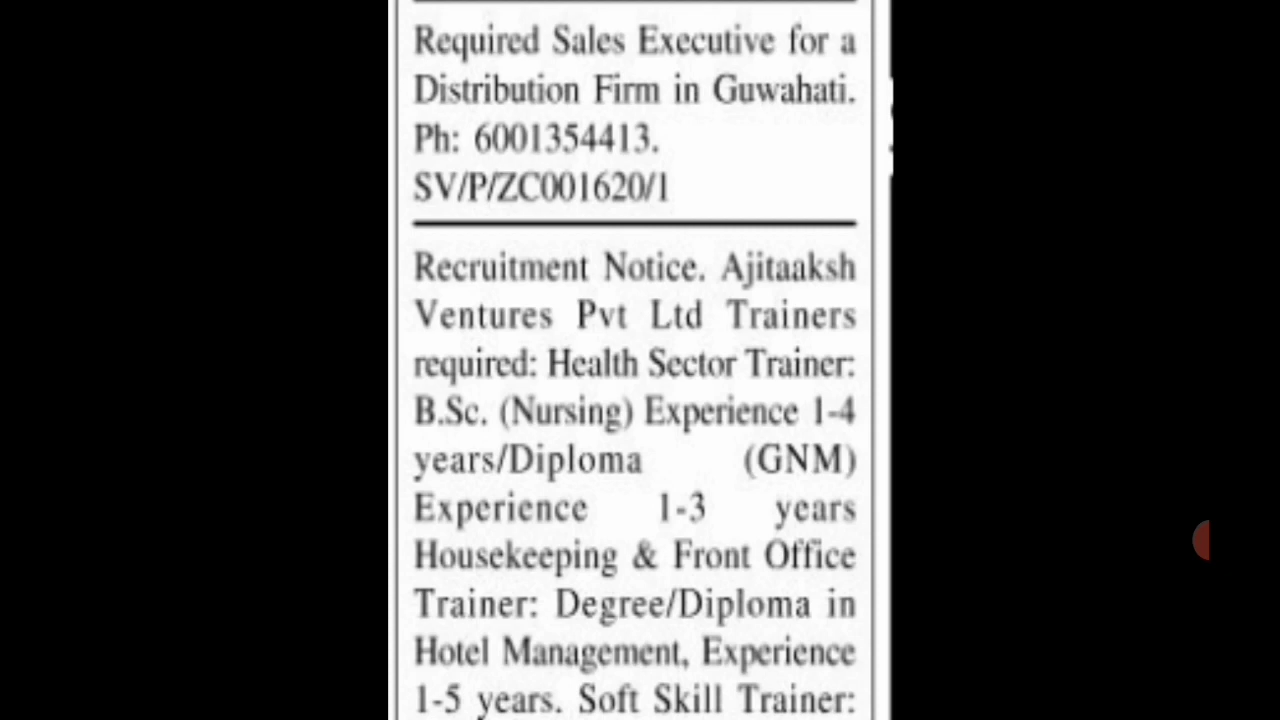 Required Sales Executive for a
Distribution Firm in Guwahati.
Ph: 6001354413.
SV/P/ZC001620/1
Recruitment Notice. Ajitaaksh
Ventures Pvt Ltd Trainers
required: Health Sector Trainer:
B.Sc. (Nursing) Experience 1-4
years/Diploma (GNM)
Experience 1-3 years
Housekeeping & Front Office
Trainer: Degree/Diploma in
Hotel Management, Experience
1-5 years. Soft Skill Trainer: